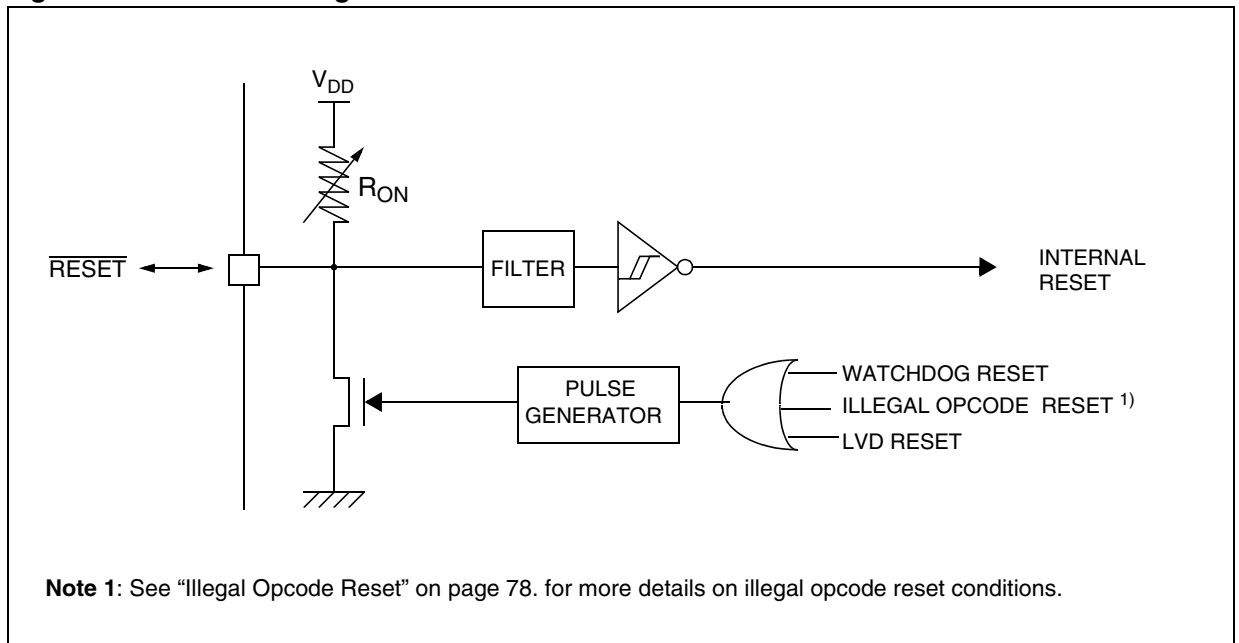 V_DD
R_ON
RESET
FILTER
INTERNAL
RESET
PULSE
GENERATOR
WATCHDOG RESET
ILLEGAL OPCODE RESET 1)
LVD RESET
Note 1: See “Illegal Opcode Reset” on page 78. for more details on illegal opcode reset conditions.